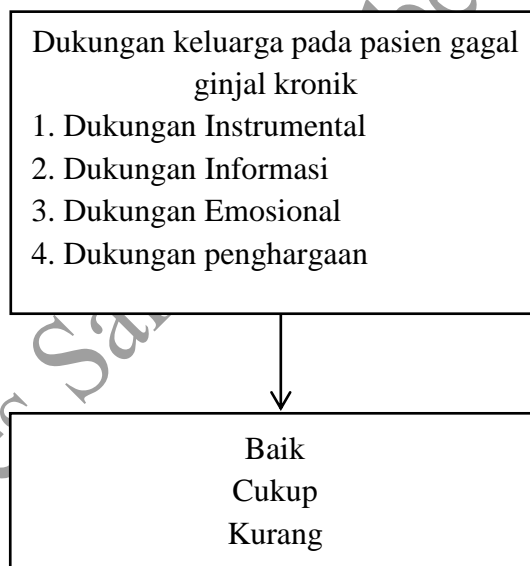 Dukungan keluarga pada pasien gagal
ginjal kronik
1. Dukungan Instrumental
2. Dukungan Informasi
3. Dukungan Emosional
4. Dukungan penghargaan
Baik
Cukup
Kurang